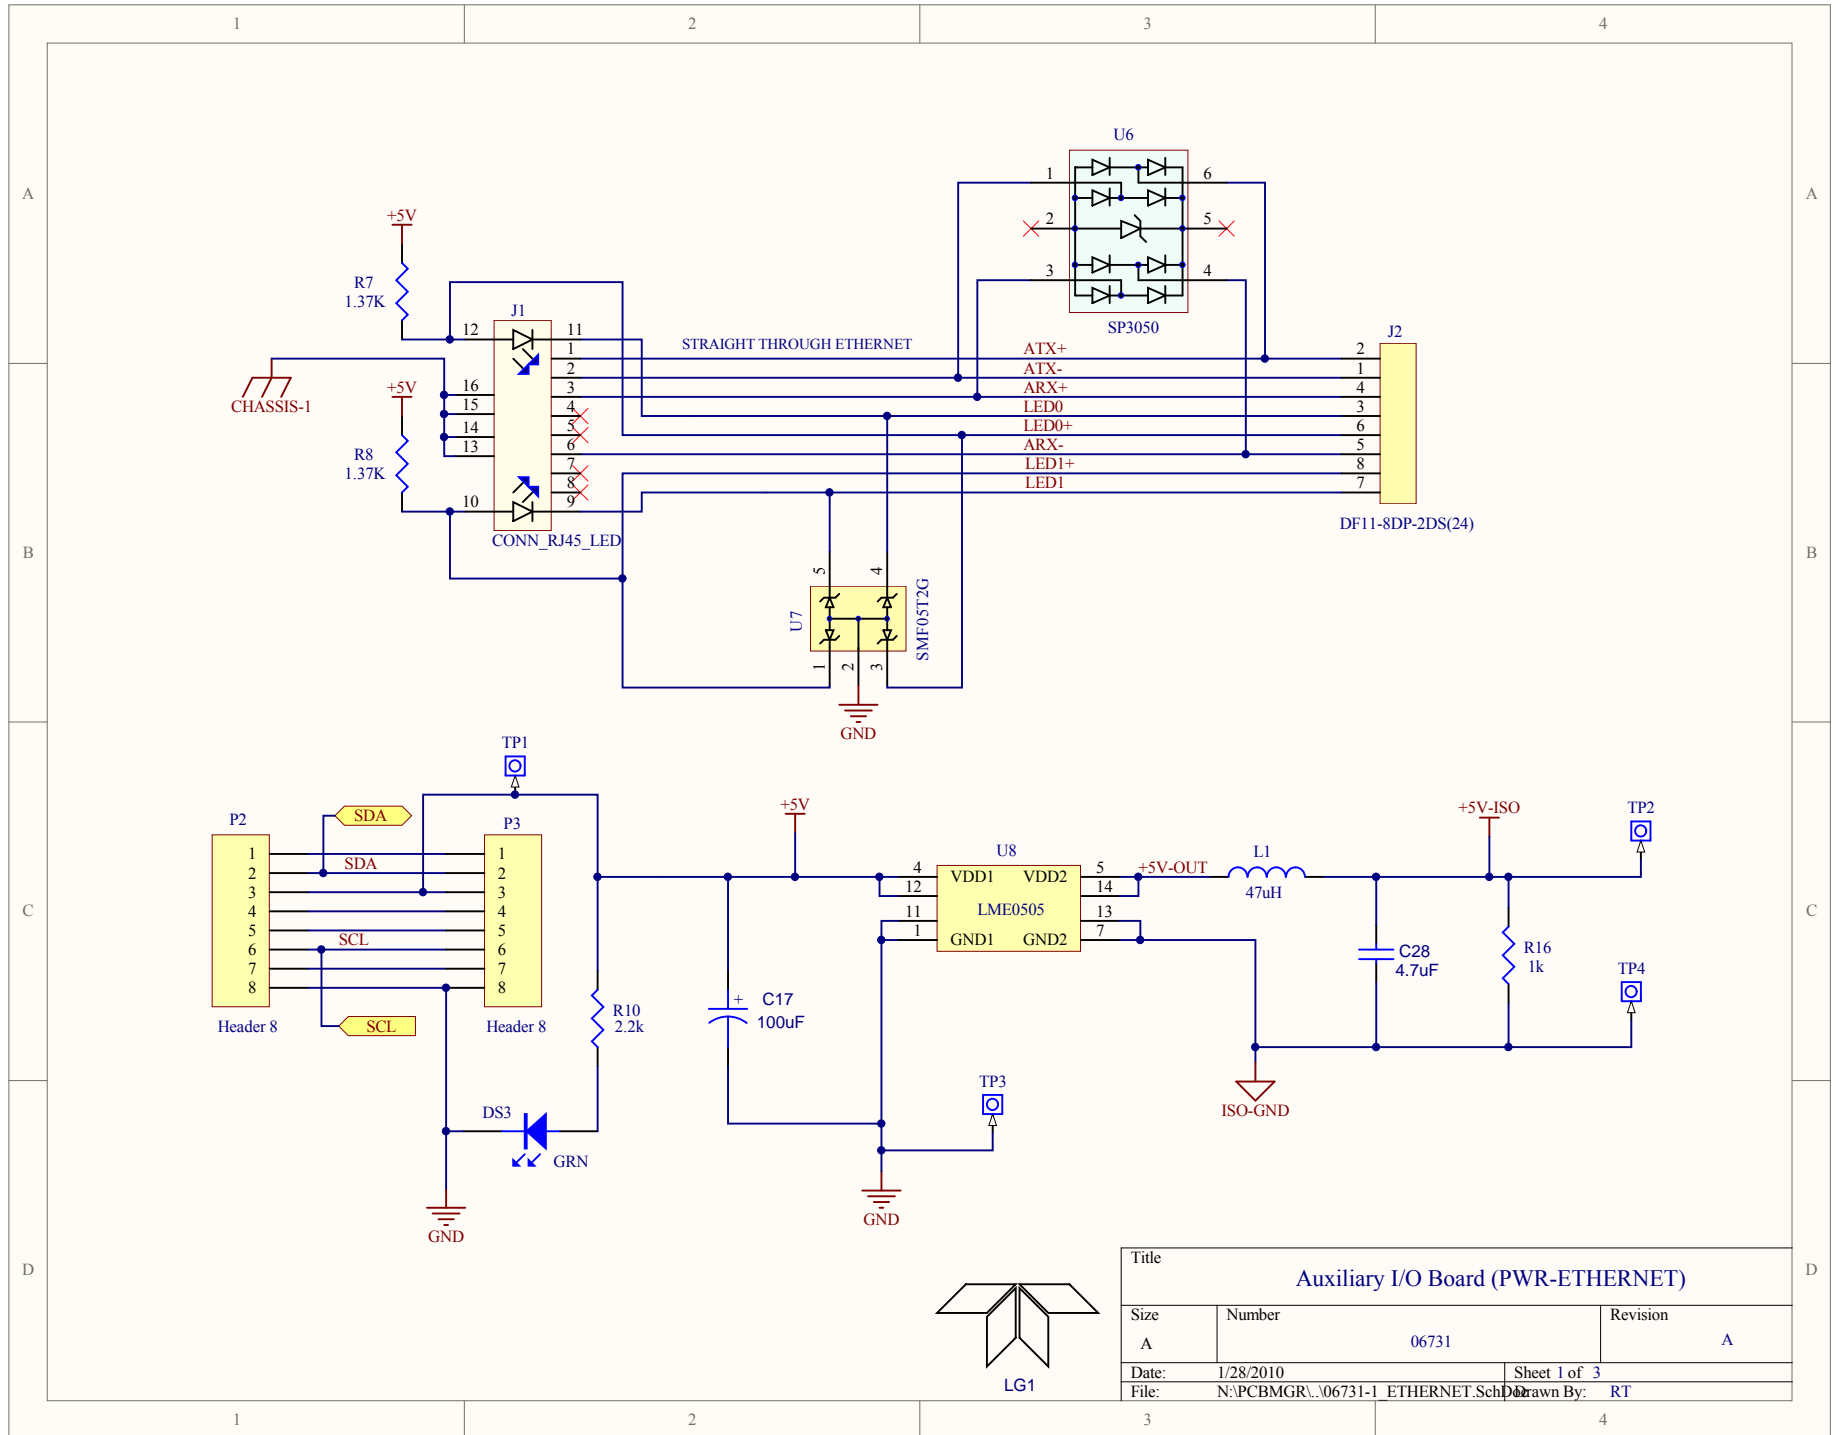 1 2 3 4
A A
U6
1 6
2 5
3 4
SP3050
+5V
R7
1.37K
J1
12 11
1
2
3
4
5
6
7
8
9
16
15
14
13
10
CONN_RJ45_LED
CHASSIS-1
+5V
R8
1.37K
STRAIGHT THROUGH ETHERNET
ATX+
ATX-
ARX+
LED0
LED0+
ARX-
LED1+
LED1
J2
2
1
4
3
6
5
8
7
DF11-8DP-2DS(24)
B B
5 4
U7
SMF05T2G
1 2 3
GND
TP1
P2
SDA
P3
1 1
2 SDA 2
3 3
4 4
5 5
6 SCL 6
7 7
8 8
Header 8
SCL
Header 8
R10
2.2k
DS3
GRN
GND
C C
+5V
C17
+
100uF
U8
4 VDD1 VDD2 5
12 14
LME0505
11 13
1 GND1 GND2 7
+5V-OUT
L1
47uH
+5V-ISO
TP2
C28
4.7uF
R16
1k
TP4
ISO-GND
TP3
GND
D D
LG1
Title
Auxiliary I/O Board (PWR-ETHERNET)
Size Number Revision
A 06731 A
Date: 1/28/2010 Sheet 1 of 3
File: N:\PCBMGR\..\06731-1_ETHERNET.SchDoc Drawn By: RT
1 2 3 4